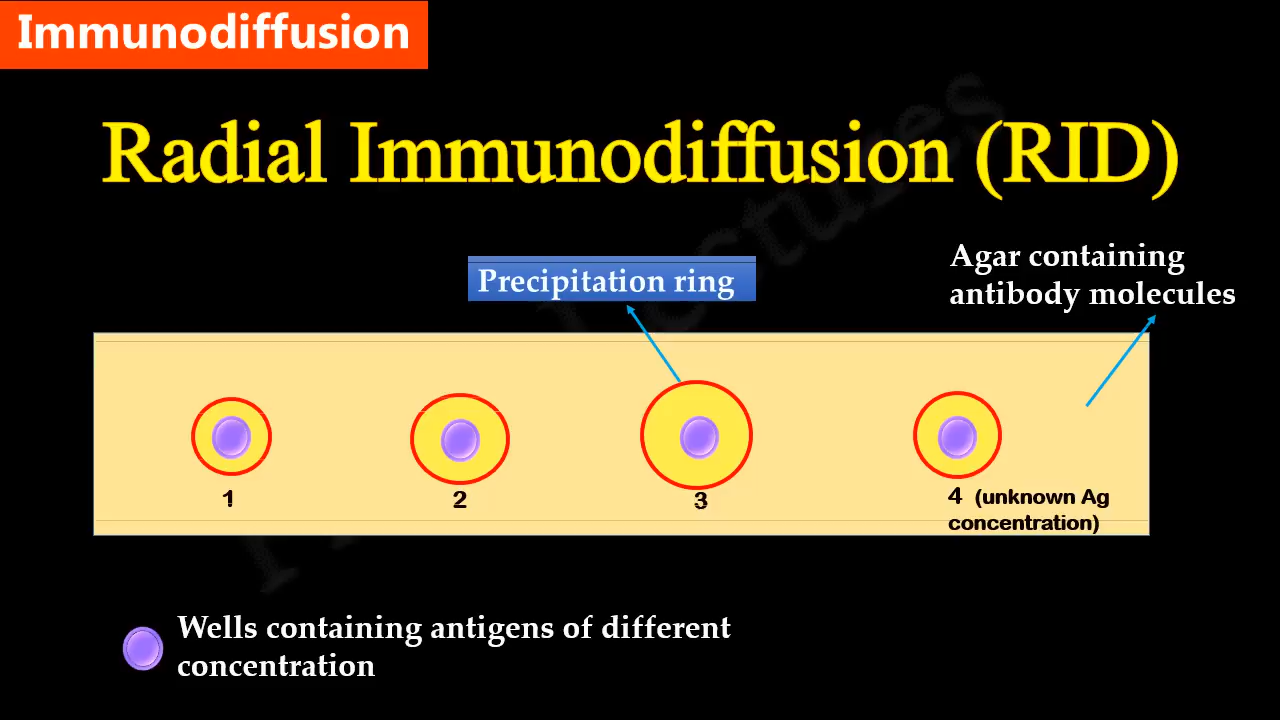 Immunodiffusion
Radial Immunodiffusion (RID)
Precipitation ring
Agar containing
antibody molecules
1
2
3
4 (unknown Ag
concentration)
Wells containing antigens of different
concentration